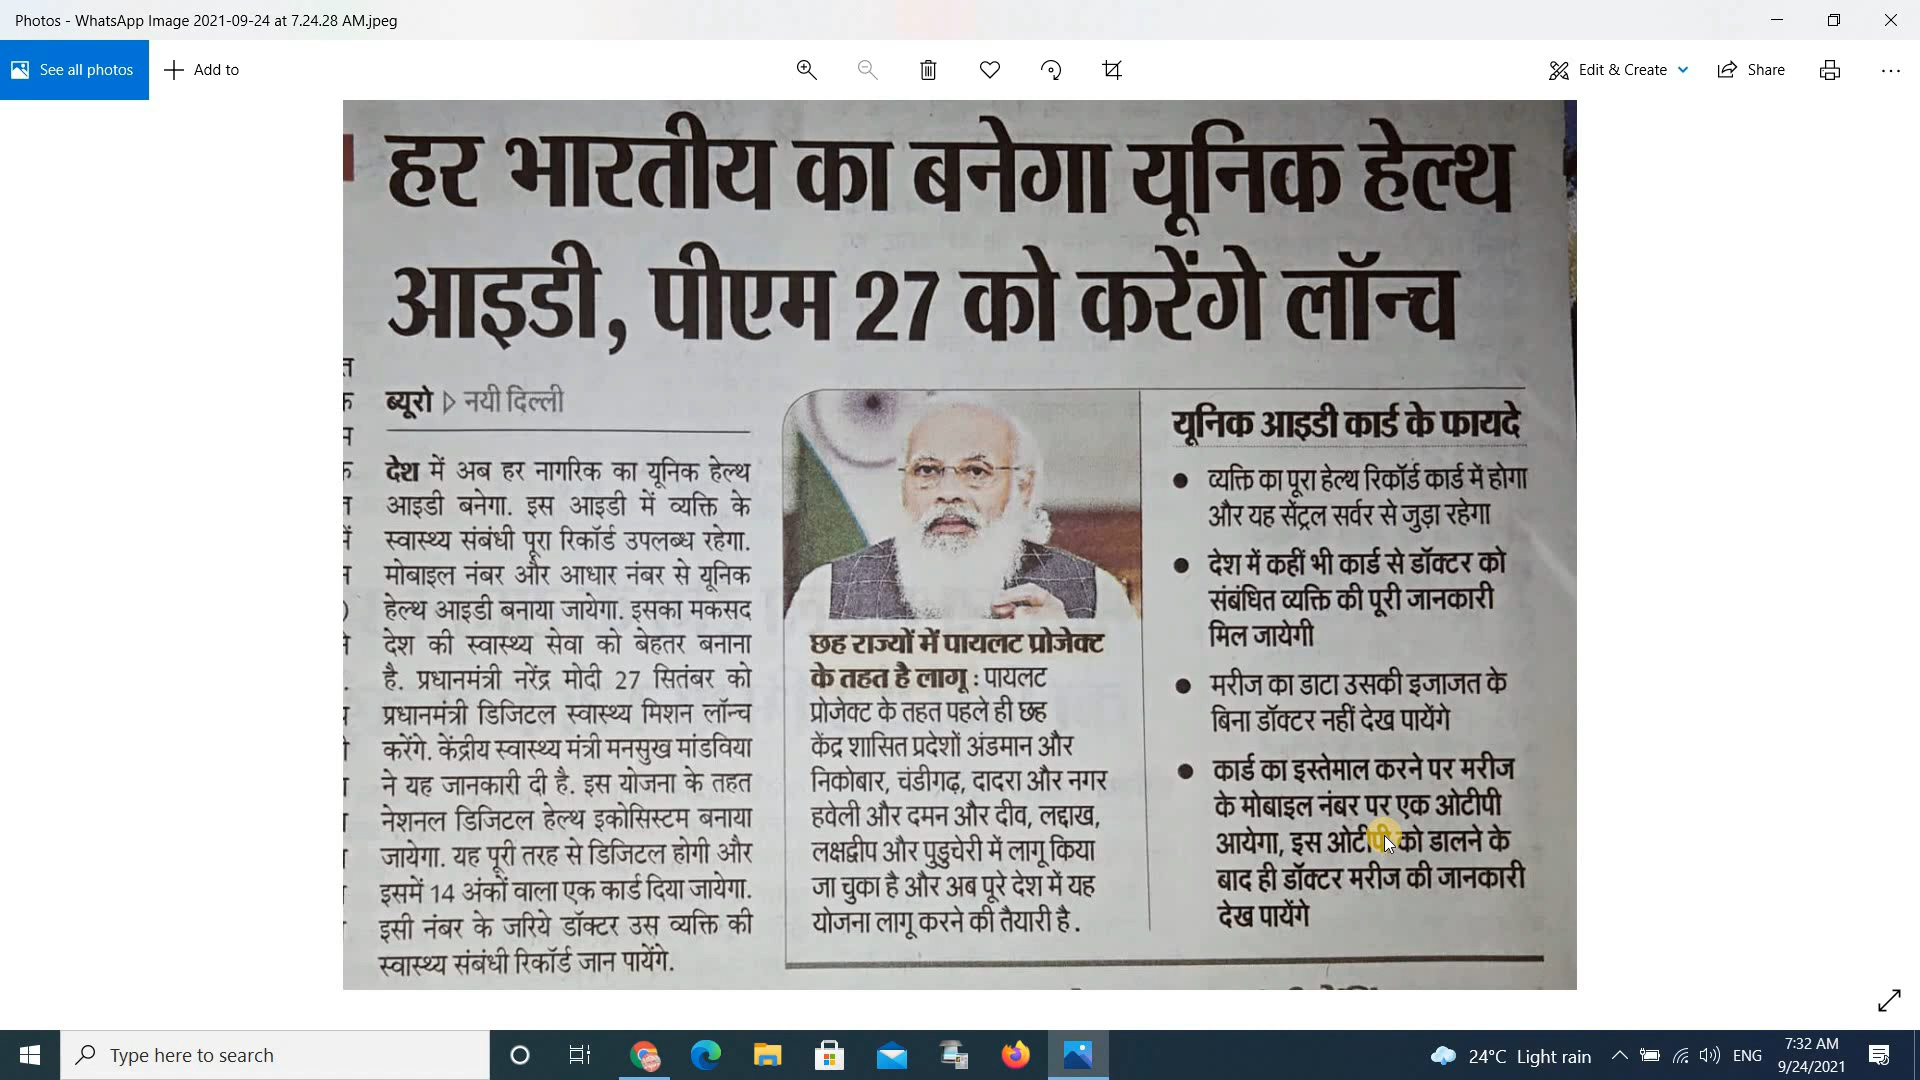 Photos - WhatsApp Image 2021-09-24 at 7.24.28 AM.jpeg
See all photos
Add to
Edit & Create
Share
हर भारतीय का बनेगा यूनिक हेल्थ
आइडी, पीएम 27 को करेंगे लॉन्च
ब्यूरो ▷ नयी दिल्ली
देश में अब हर नागरिक का यूनिक हेल्थ
आइडी बनेगा. इस आइडी में व्यक्ति के
स्वास्थ्य संबंधी पूरा रिकॉर्ड उपलब्ध रहेगा.
मोबाइल नंबर और आधार नंबर से यूनिक
हेल्थ आइडी बनाया जायेगा. इसका मकसद
देश की स्वास्थ्य सेवा को बेहतर बनाना
है. प्रधानमंत्री नरेंद्र मोदी 27 सितंबर को
प्रधानमंत्री डिजिटल स्वास्थ्य मिशन लॉन्च
करेंगे. केंद्रीय स्वास्थ्य मंत्री मनसुख मांडविया
ने यह जानकारी दी है. इस योजना के तहत
नेशनल डिजिटल हेल्थ इकोसिस्टम बनाया
जायेगा. यह पूरी तरह से डिजिटल होगी और
इसमें 14 अंकों वाला एक कार्ड दिया जायेगा.
इसी नंबर के जरिये डॉक्टर उस व्यक्ति की
स्वास्थ्य संबंधी रिकॉर्ड जान पायेंगे.
छह राज्यों में पायलट प्रोजेक्ट
के तहत है लागू : पायलट
प्रोजेक्ट के तहत पहले ही छह
केंद्र शासित प्रदेशों अंडमान और
निकोबार, चंडीगढ़, दादरा और नगर
हवेली और दमन और दीव, लद्दाख,
लक्षद्वीप और पुडुचेरी में लागू किया
जा चुका है और अब पूरे देश में यह
योजना लागू करने की तैयारी है.
यूनिक आइडी कार्ड के फायदे
● व्यक्ति का पूरा हेल्थ रिकॉर्ड कार्ड में होगा
और यह सेंट्रल सर्वर से जुड़ा रहेगा
● देश में कहीं भी कार्ड से डॉक्टर को
संबंधित व्यक्ति की पूरी जानकारी
मिल जायेगी
● मरीज का डाटा उसकी इजाजत के
बिना डॉक्टर नहीं देख पायेंगे
● कार्ड का इस्तेमाल करने पर मरीज
के मोबाइल नंबर पर एक ओटीपी
आयेगा, इस ओटीपी को डालने के
बाद ही डॉक्टर मरीज की जानकारी
देख पायेंगे
Type here to search
24°C Light rain
ENG
7:32 AM
9/24/2021